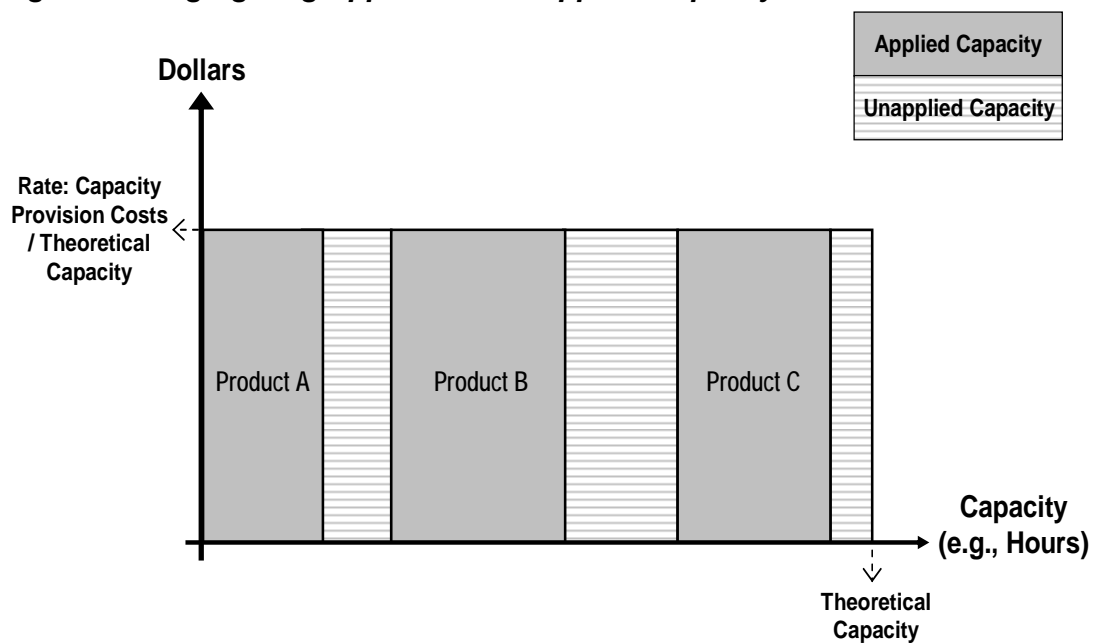 Applied Capacity
Unapplied Capacity
Dollars
Rate: Capacity
Provision Costs
/ Theoretical
Capacity
Product A
Product B
Product C
Capacity
(e.g., Hours)
Theoretical
Capacity